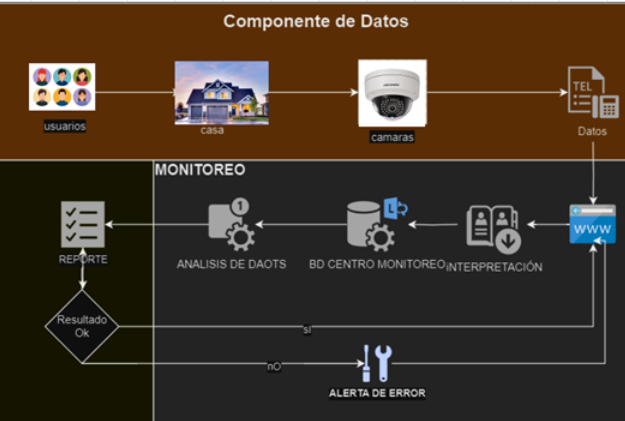 Componente de Datos
usuarios
casa
camaras
TEL
Datos
MONITOREO
1
L
www
REPORTE
ANALISIS DE DAOTS
BD CENTRO MONITOREO
iNTERPRETACIÓN
Resultado
Ok
sI
nO
ALERTA DE ERROR